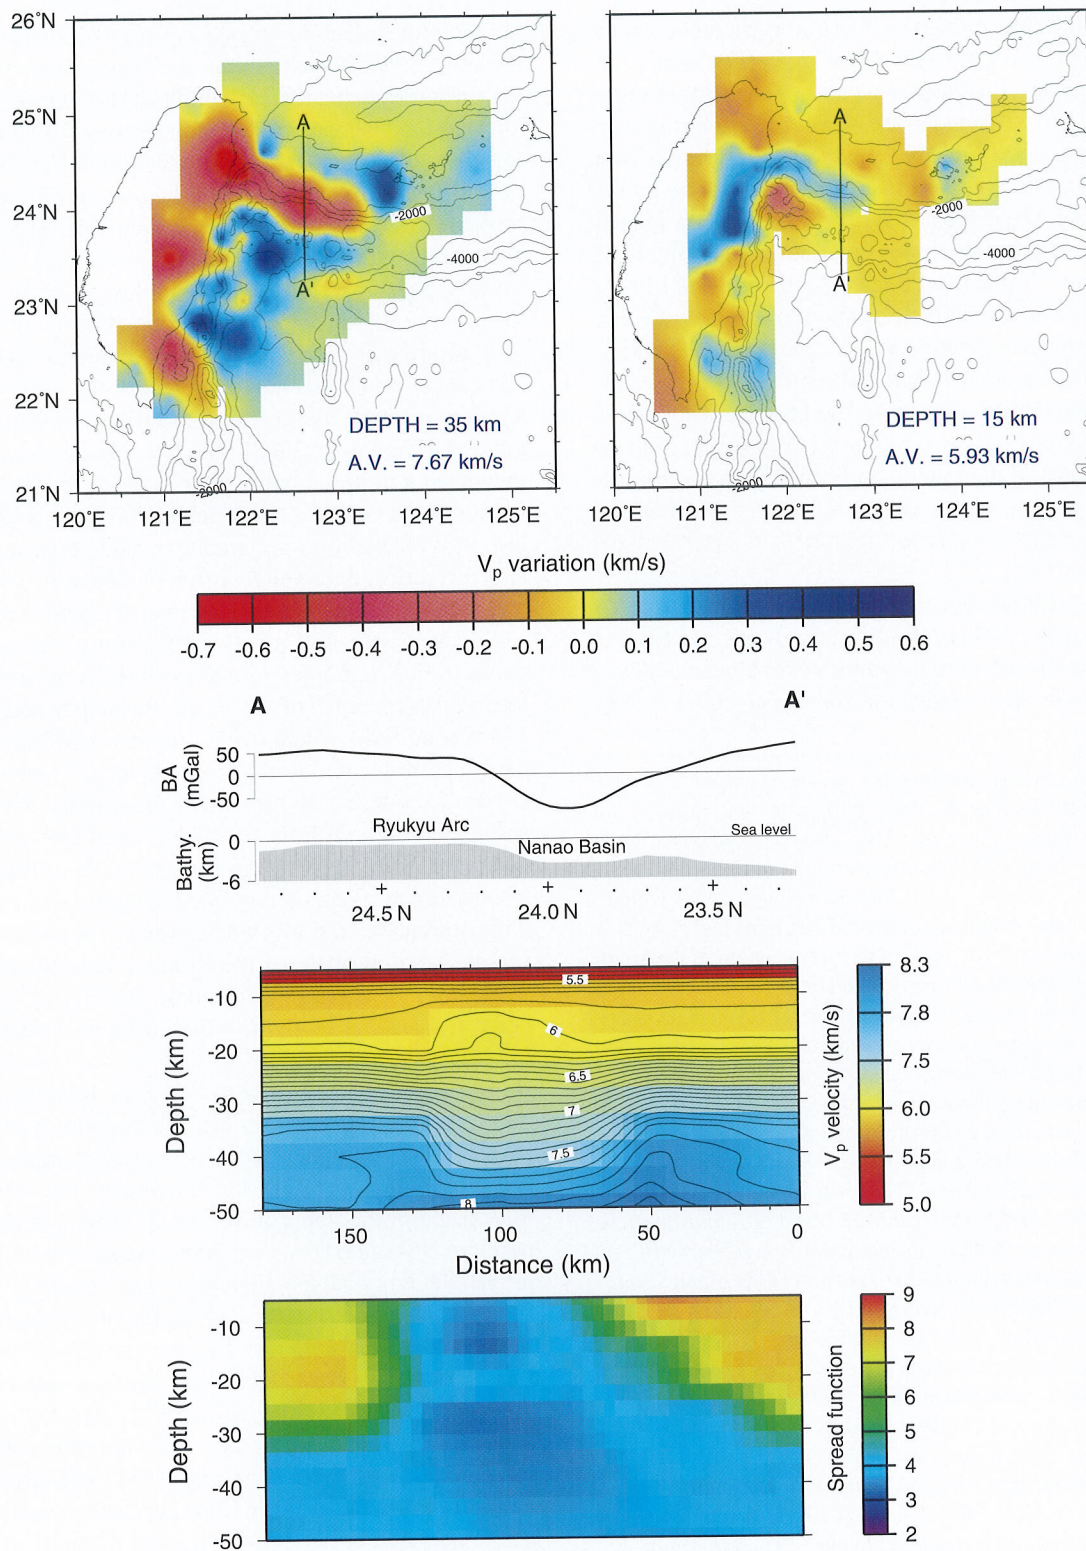 26°N
25°N
24°N
23°N
22°N
21°N
A
A'
-2000
-4000
DEPTH = 35 km
A.V. = 7.67 km/s
-2000
120°E 121°E 122°E 123°E 124°E 125°E
A
A'
-2000
-4000
DEPTH = 15 km
A.V. = 5.93 km/s
-2000
120°E 121°E 122°E 123°E 124°E 125°E
Vp variation (km/s)
-0.7 -0.6 -0.5 -0.4 -0.3 -0.2 -0.1 0.0 0.1 0.2 0.3 0.4 0.5 0.6
A A'
BA (mGal)
50
0
-50
Bathy. (km)
0
-6
Ryukyu Arc
Nanao Basin
Sea level
24.5 N 24.0 N 23.5 N
Depth (km)
-10
-20
-30
-40
-50
5.5
6
6.5
7
7.5
8
150 100 50 0
Distance (km)
Vp velocity (km/s)
8.3
7.8
7.5
6.0
5.5
5.0
Depth (km)
-10
-20
-30
-40
-50
Spread function
9
8
7
6
5
4
3
2